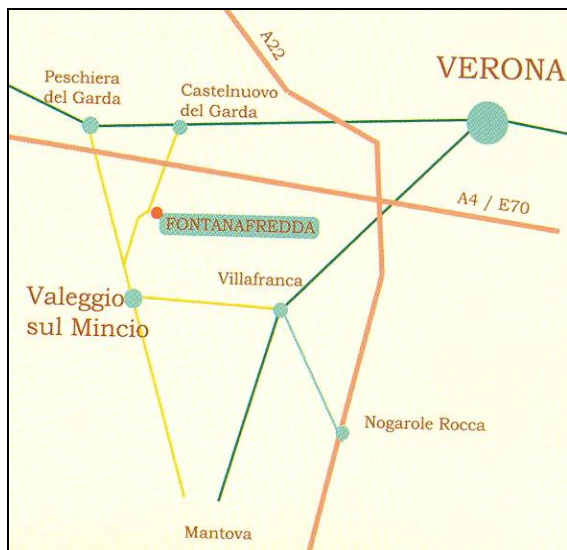 A22
VERONA
Peschiera
del Garda
Castelnuovo
del Garda
A4 / E70
FONTANAFREDDA
Villafranca
Valeggio
sul Mincio
Nogarole Rocca
Mantova